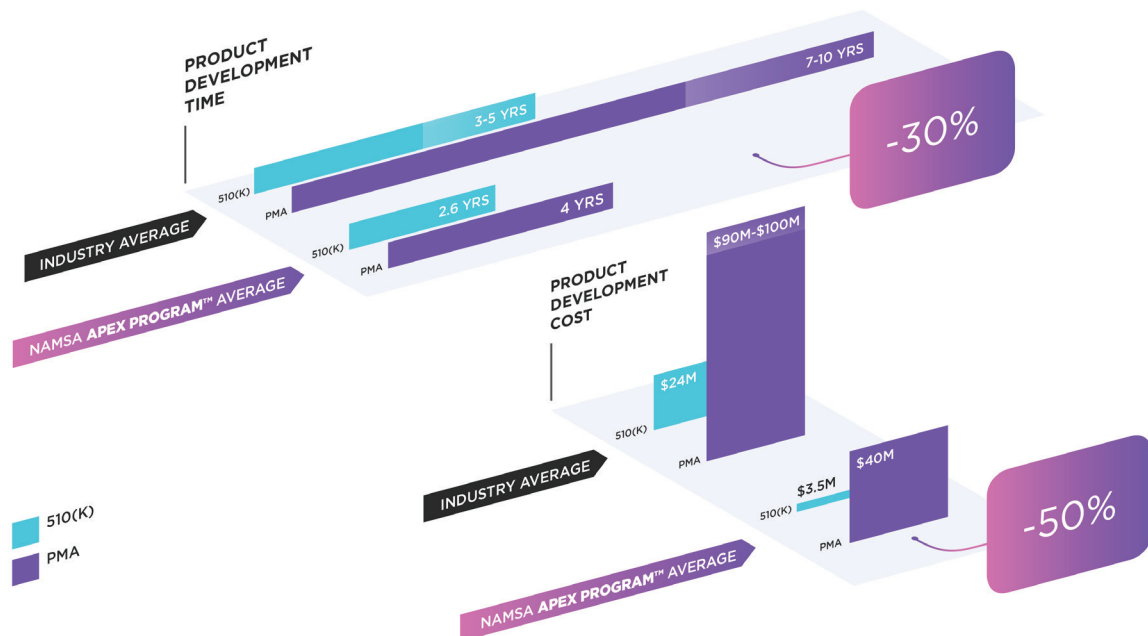 PRODUCT
DEVELOPMENT
TIME
7-10 YRS
3-5 YRS
-30%
510(K)
PMA
2.6 YRS
4 YRS
510(K)
PMA
INDUSTRY AVERAGE
NAMSA APEX PROGRAM™ AVERAGE
PRODUCT
DEVELOPMENT
COST
$90M-$100M
$24M
510(K)
PMA
INDUSTRY AVERAGE
$40M
$3.5M
510(K)
PMA
-50%
NAMSA APEX PROGRAM™ AVERAGE
510(K)
PMA